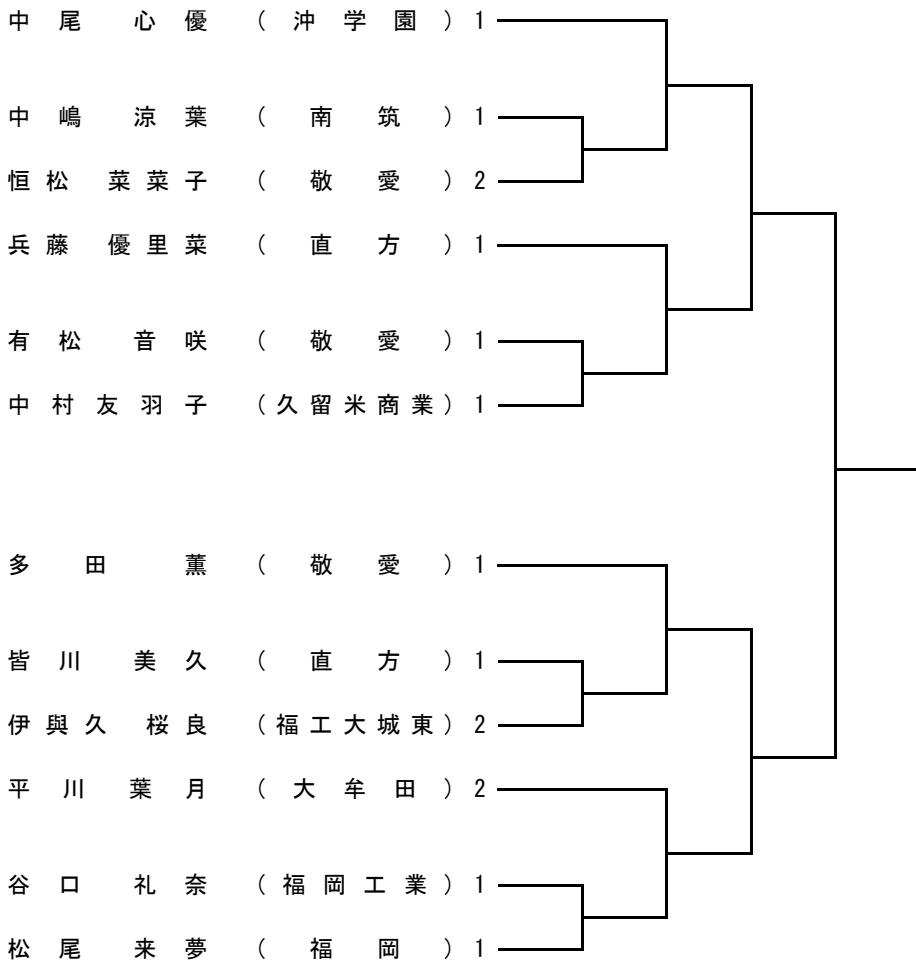 中尾 心優 (沖学園) 1
中嶋 涼葉 (南筑) 1
恒松 菜菜子 (敬愛) 2
兵藤 優里菜 (直方) 1
有松 音咲 (敬愛) 1
中村 友羽子 (久留米商業) 1
多田 薫 (敬愛) 1
皆川 美久 (直方) 1
伊與久 桜良 (福工大城東) 2
平川 葉月 (大牟田) 2
谷口 礼奈 (福岡工業) 1
松尾 来夢 (福岡) 1